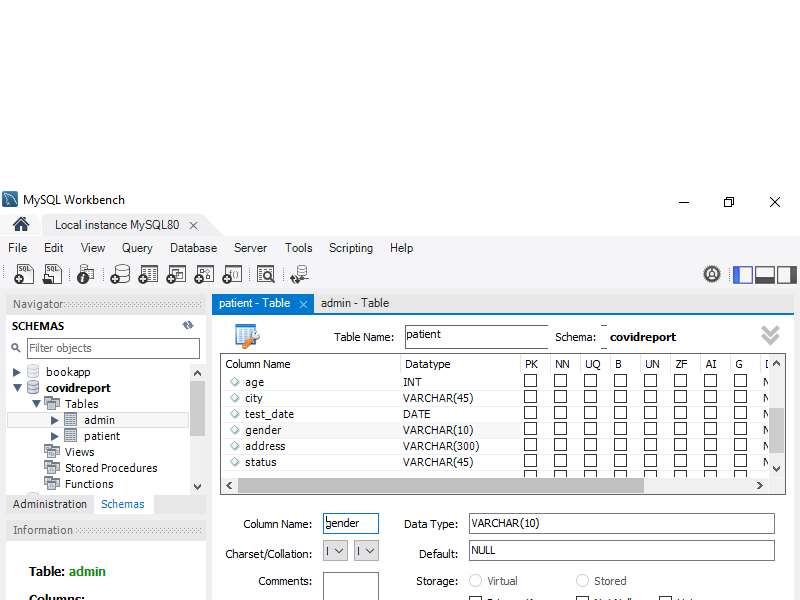 MySQL Workbench
Local instance MySQL80
File Edit View Query Database Server Tools Scripting Help
Navigator
patient - Table admin - Table
SCHEMAS
Table Name: patient Schema: covidreport
Filter objects
Column Name Datatype PK NN UQ B UN ZF AI G
bookapp
covidreport
Tables
admin
patient
Views
Stored Procedures
Functions
age INT
city VARCHAR(45)
test_date DATE
gender VARCHAR(10)
address VARCHAR(300)
status VARCHAR(45)
Administration Schemas
Information
Column Name: gender Data Type: VARCHAR(10)
Charset/Collation: Default: NULL
Comments: Storage: Virtual Stored
Table: admin
Columns: